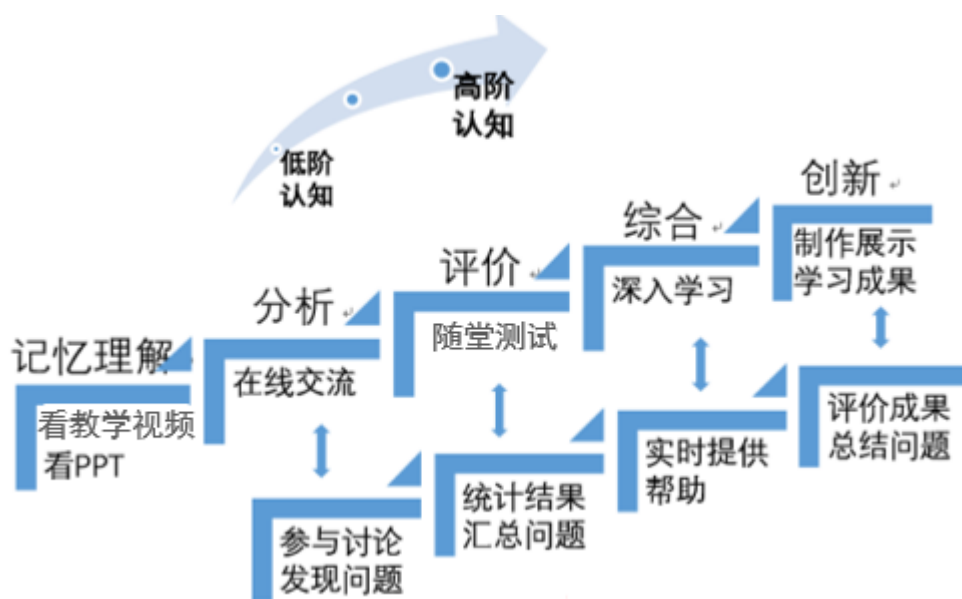 高阶
认知
低阶
认知
创新
制作展示
学习成果
综合
深入学习
评价
随堂测试
分析
在线交流
记忆理解
看教学视频
看PPT
评价成果
总结问题
实时提供
帮助
统计结果
汇总问题
参与讨论
发现问题